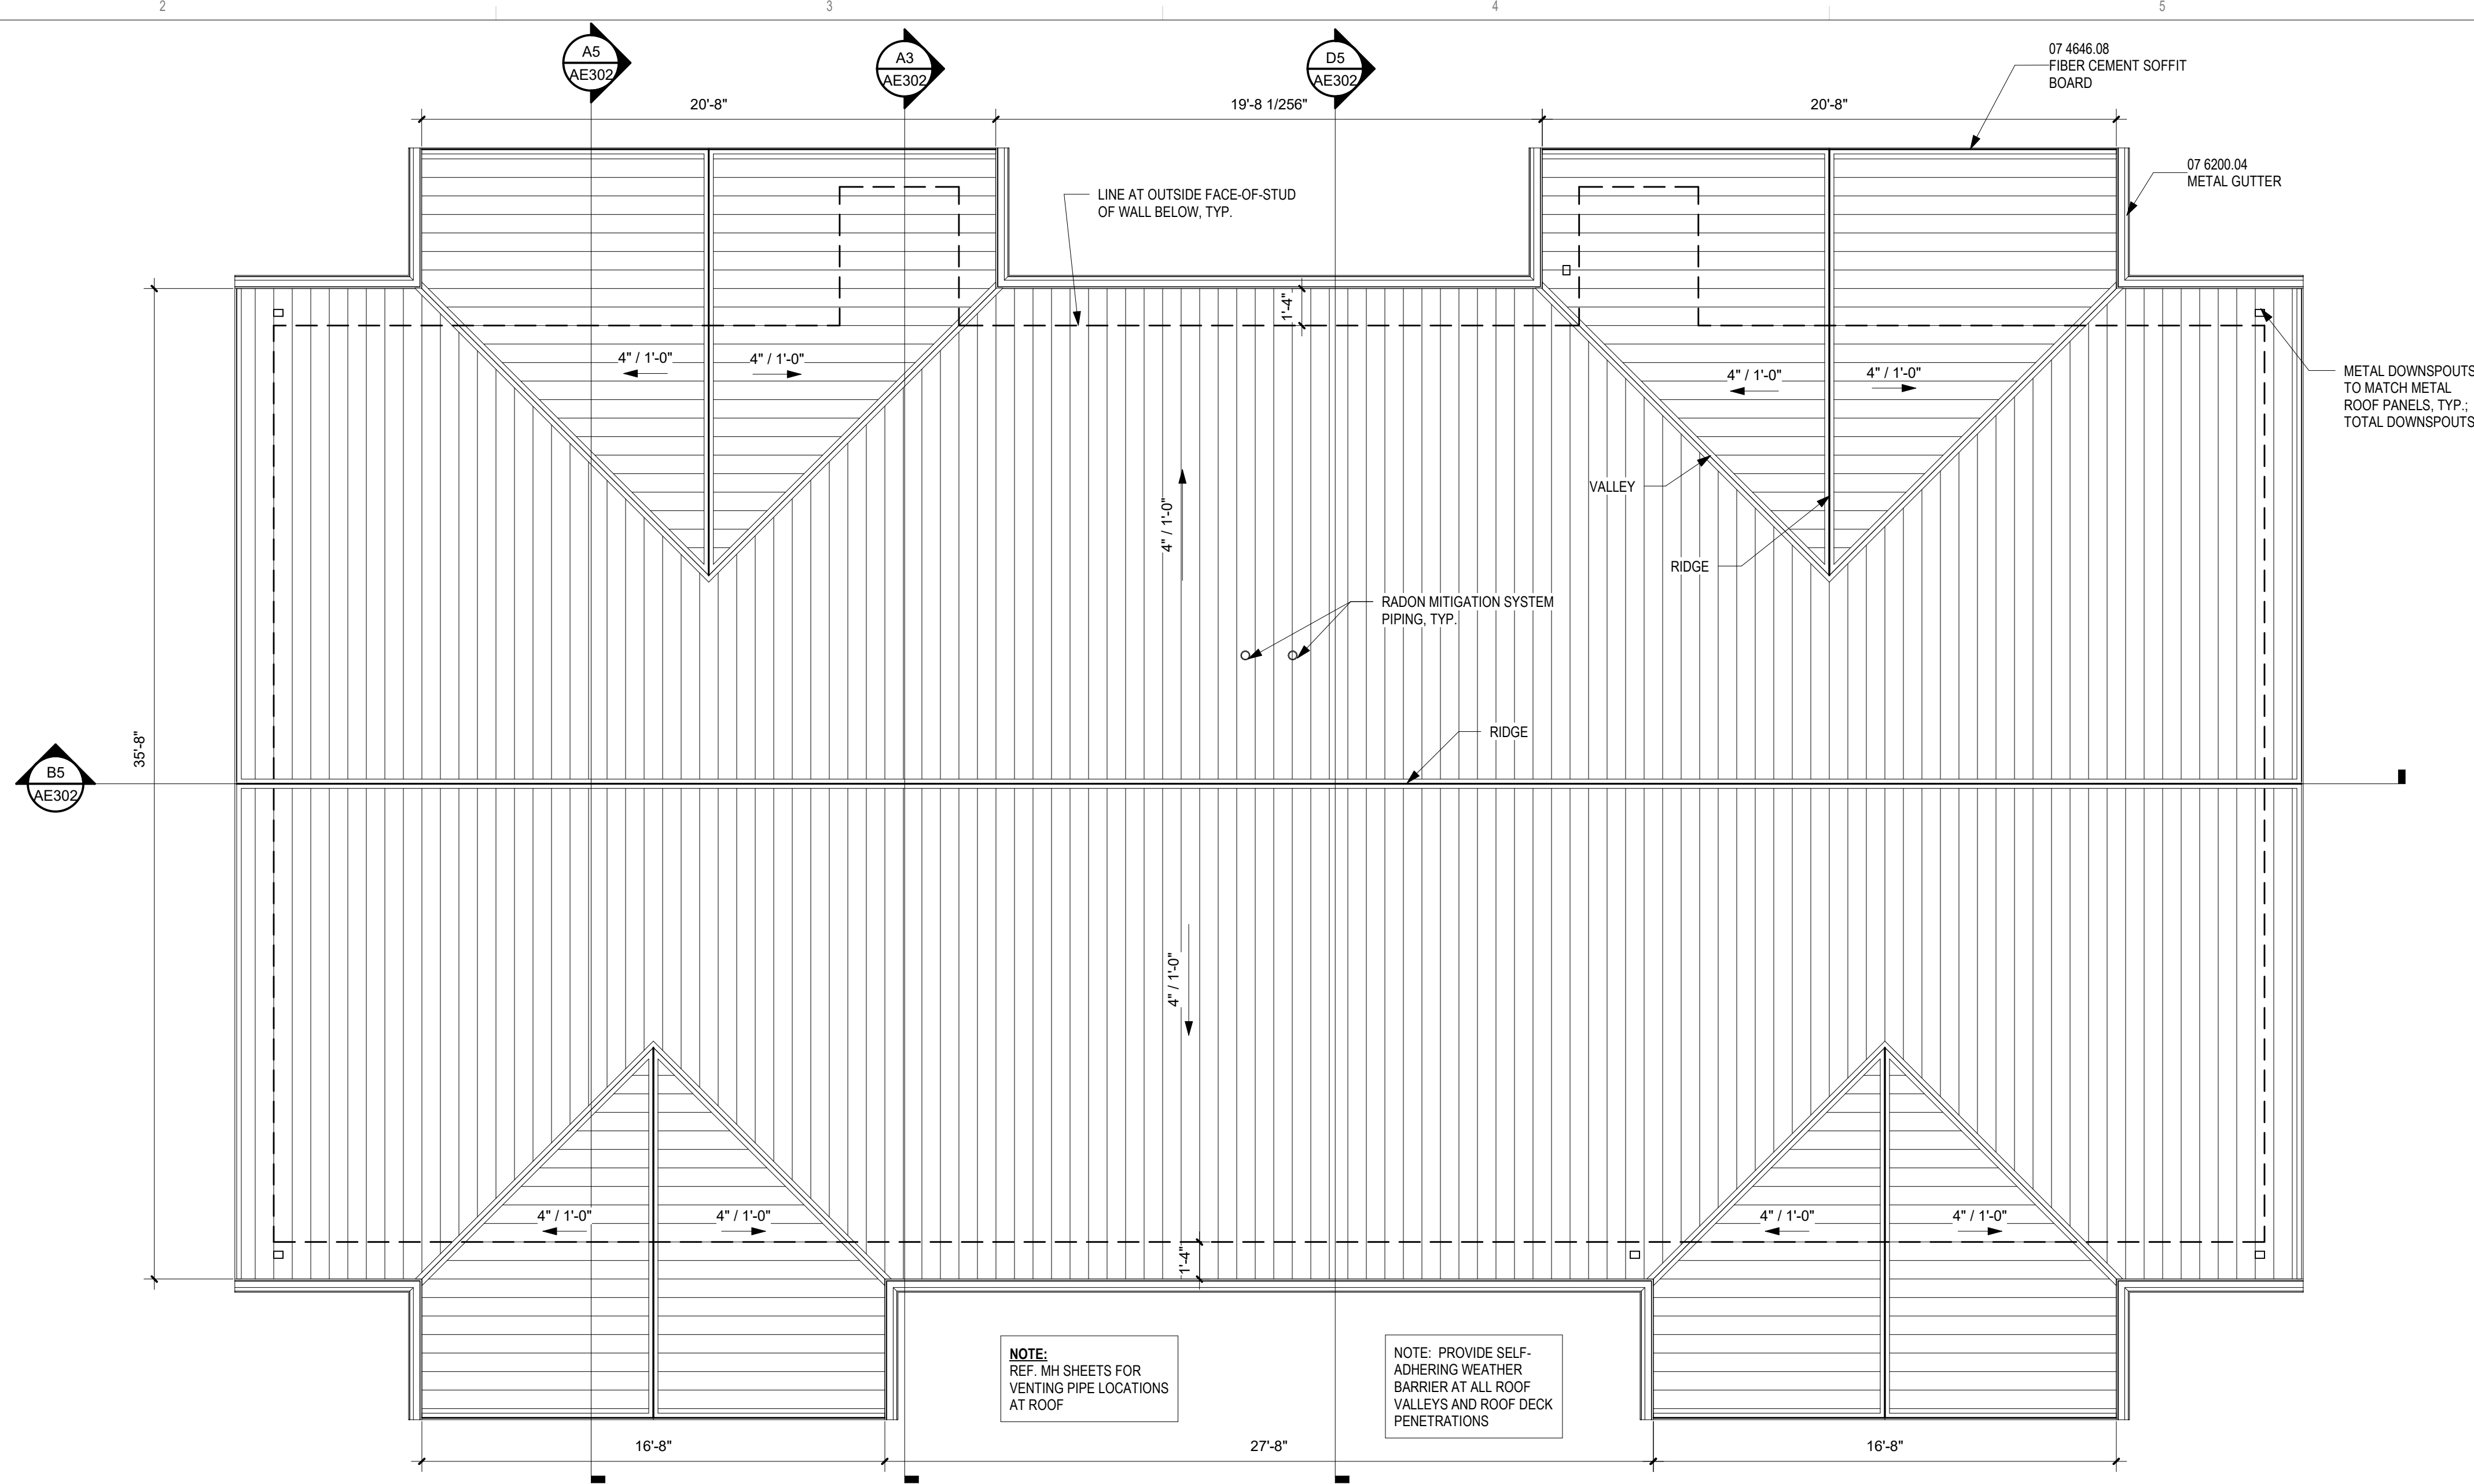 2
3
4
5
A5
AE302
A3
AE302
D5
AE302
07 4646.08
FIBER CEMENT SOFFIT
BOARD
20'-8"
19'-8 1/256"
20'-8"
07 6200.04
METAL GUTTER
LINE AT OUTSIDE FACE-OF-STUD
OF WALL BELOW, TYP.
1'-4"
4" / 1'-0"
4" / 1'-0"
4" / 1'-0"
4" / 1'-0"
METAL DOWNSPOUTS
TO MATCH METAL
ROOF PANELS, TYP.;
TOTAL DOWNSPOUTS
VALLEY
4" / 1'-0"
RIDGE
RADON MITIGATION SYSTEM
PIPING, TYP.
RIDGE
35'-8"
B5
AE302
4" / 1'-0"
4" / 1'-0"
4" / 1'-0"
4" / 1'-0"
4" / 1'-0"
1'-4"
NOTE:
REF. MH SHEETS FOR
VENTING PIPE LOCATIONS
AT ROOF
NOTE: PROVIDE SELF-
ADHERING WEATHER
BARRIER AT ALL ROOF
VALLEYS AND ROOF DECK
PENETRATIONS
16'-8"
27'-8"
16'-8"